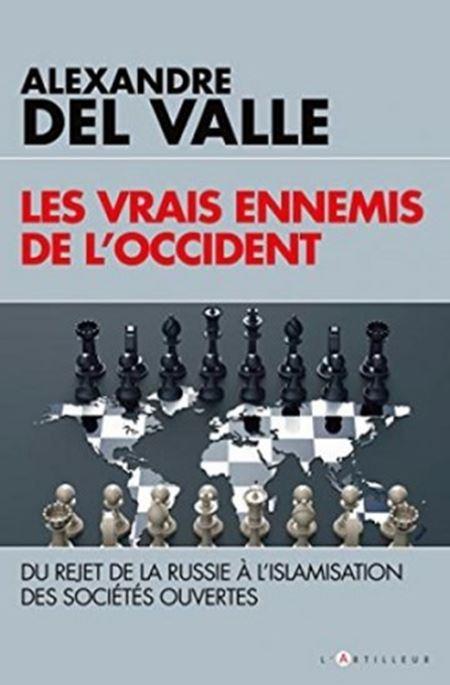 ALEXANDRE
DEL VALLE
LES VRAIS ENNEMIS
DE L'OCCIDENT
DU REJET DE LA RUSSIE À L'ISLAMISATION
DES SOCIÉTÉS OUVERTES
L'ARTILLEUR